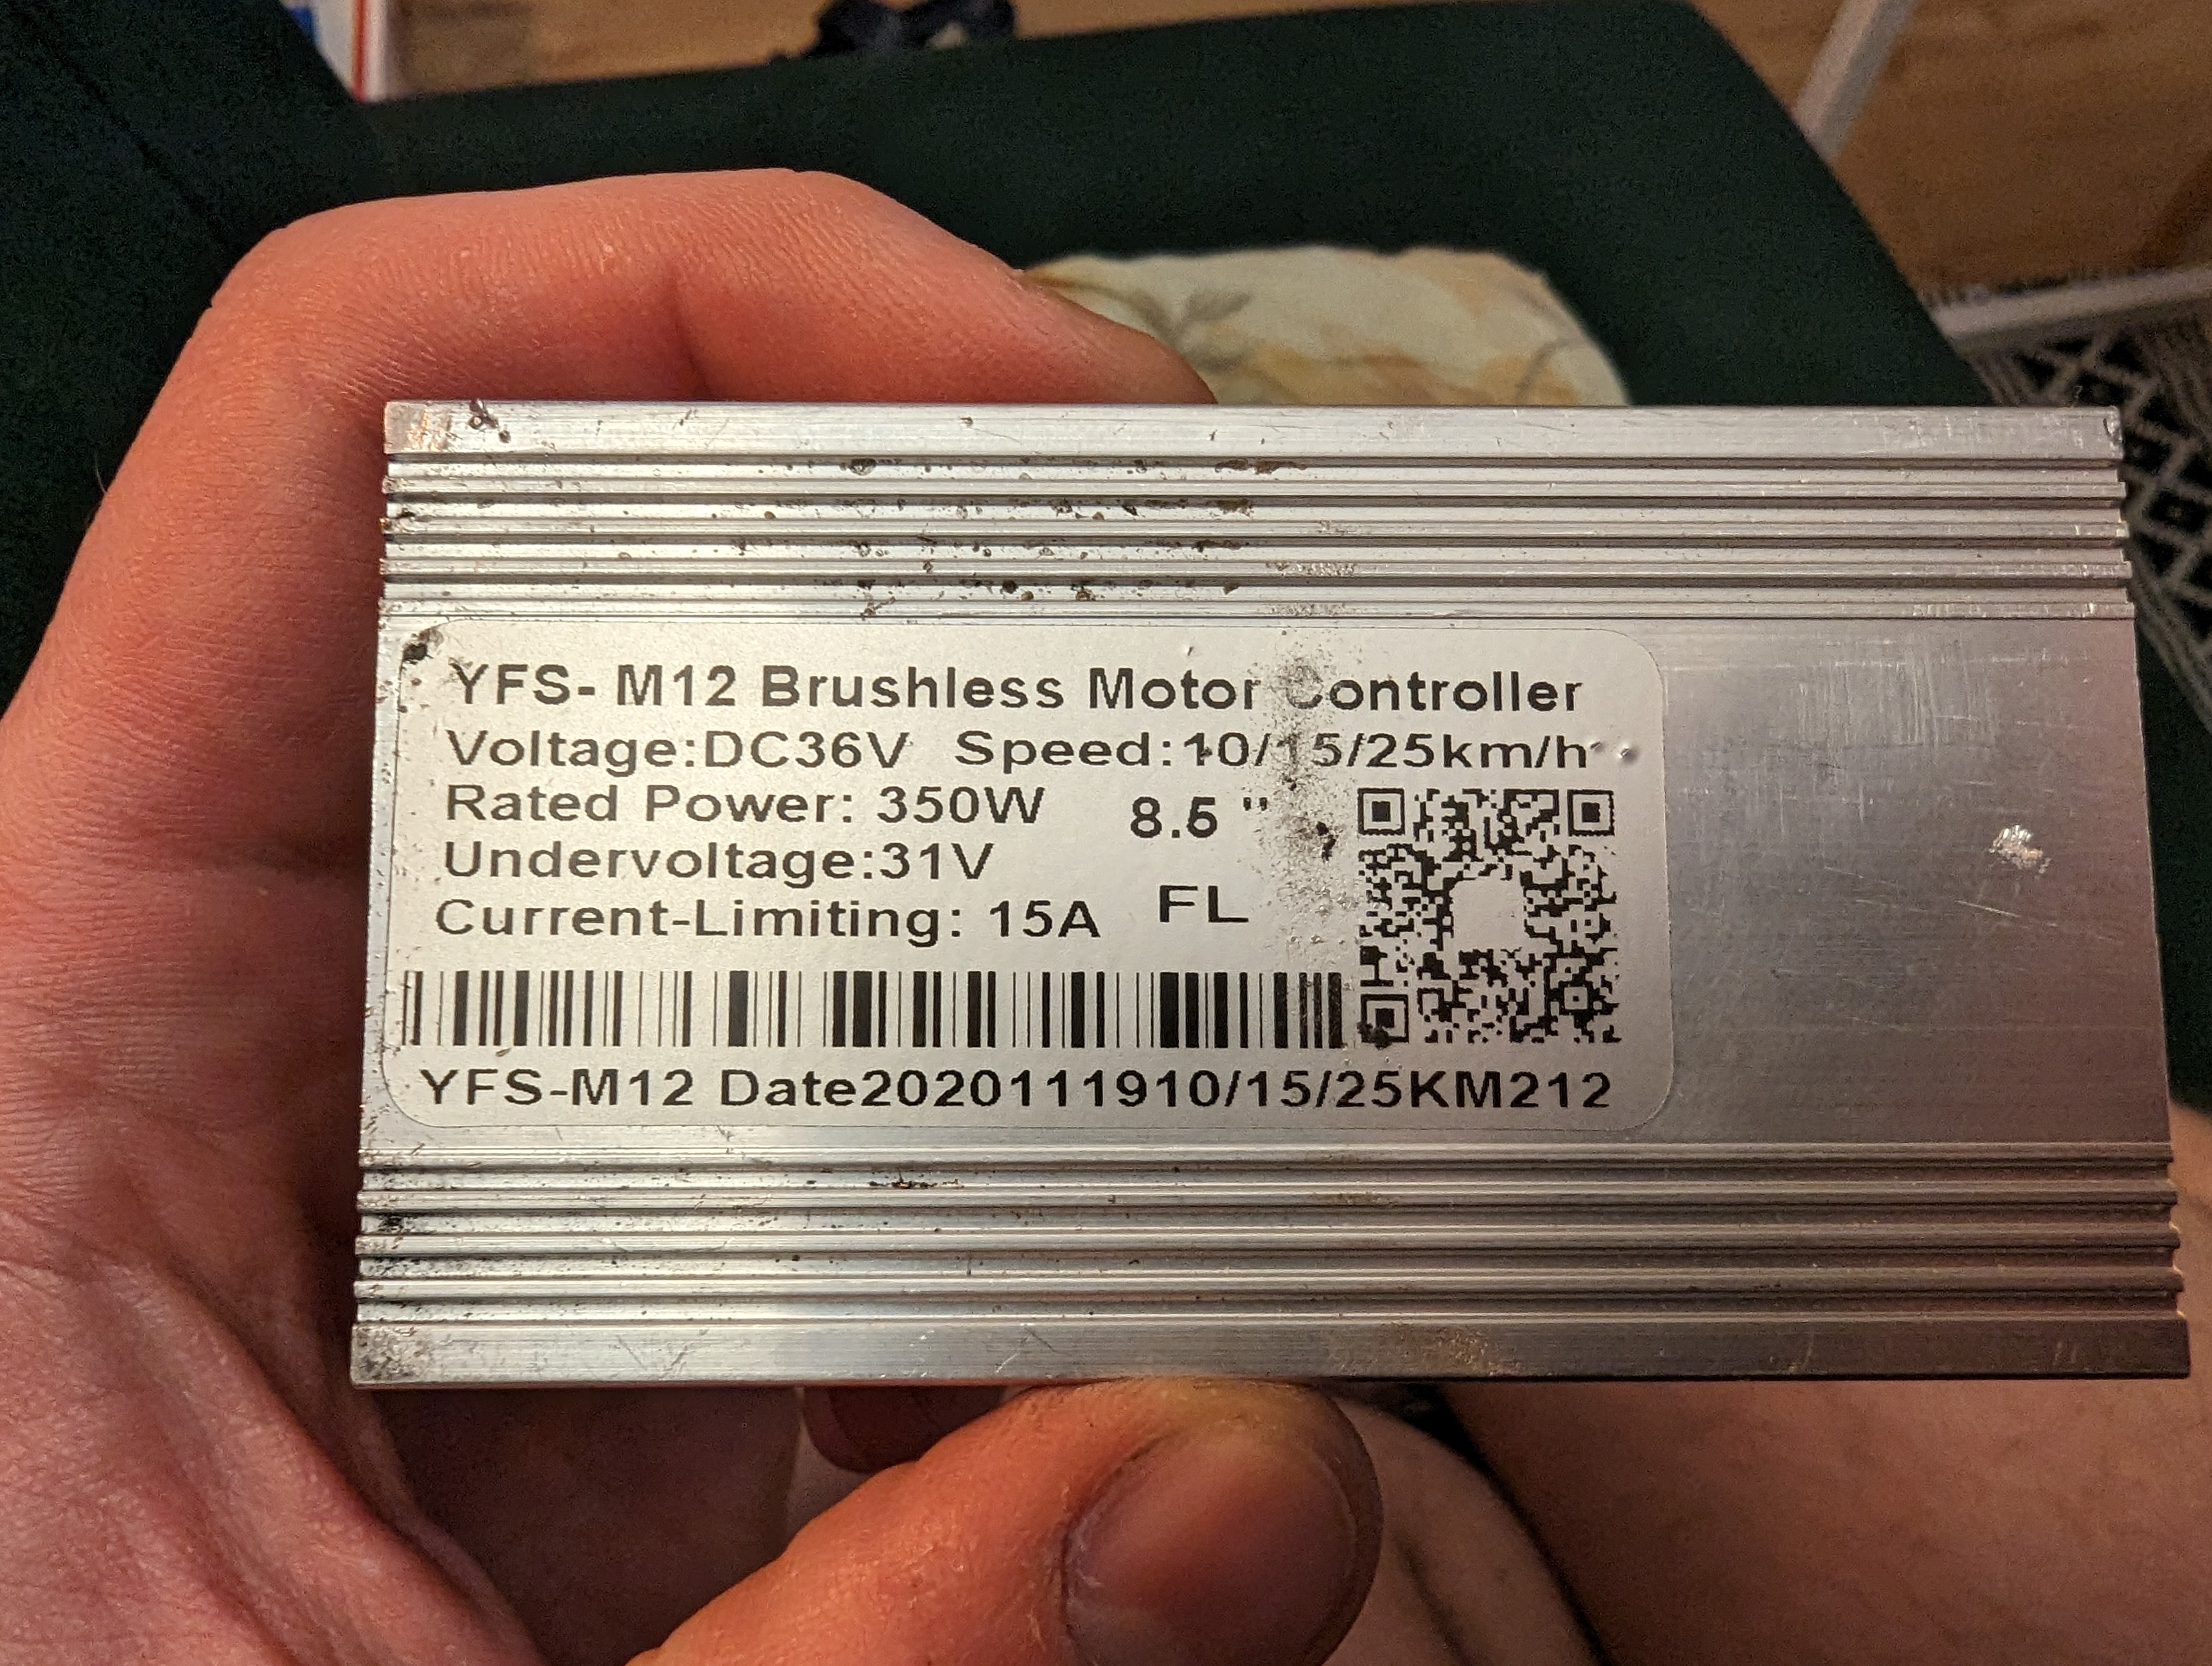 YFS- M12 Brushless Motor Controller
Voltage:DC36V Speed:10/15/25km/h
Rated Power: 350W 8.5 "
Undervoltage:31V
Current-Limiting: 15A FL
YFS-M12 Date2020111910/15/25KM212